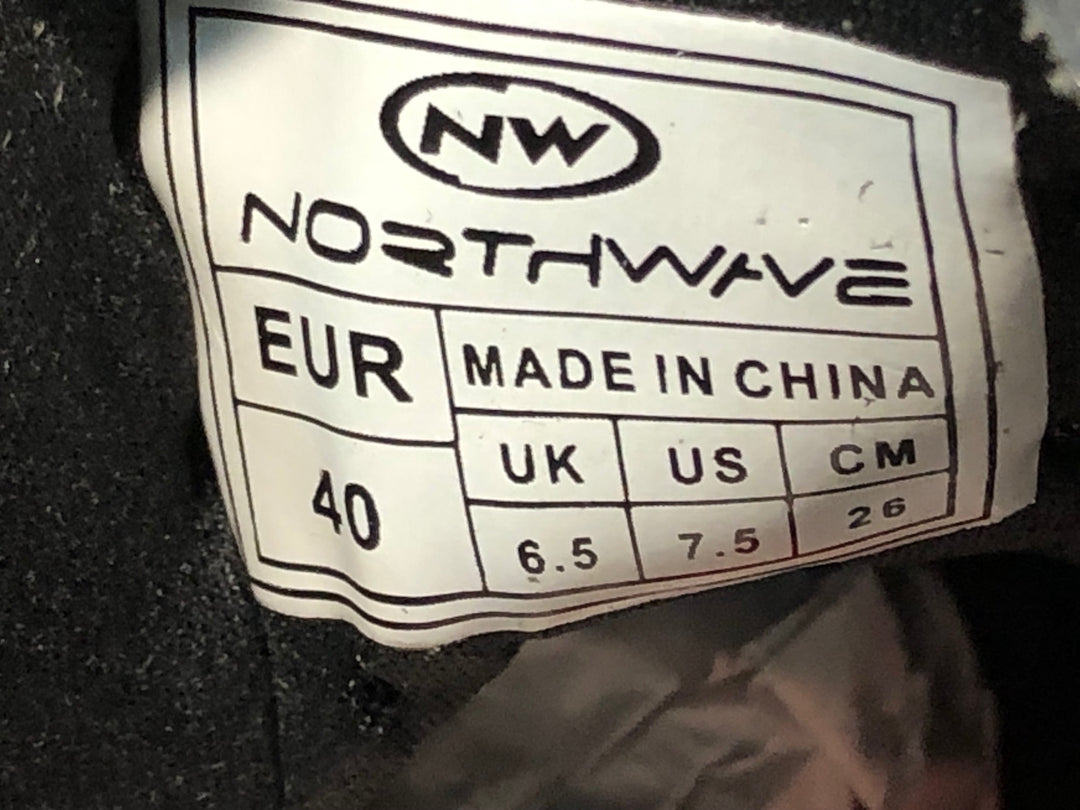 NW
NORTHWAVE
EUR MADE IN CHINA
UK US CM
40 6.5 7.5 26